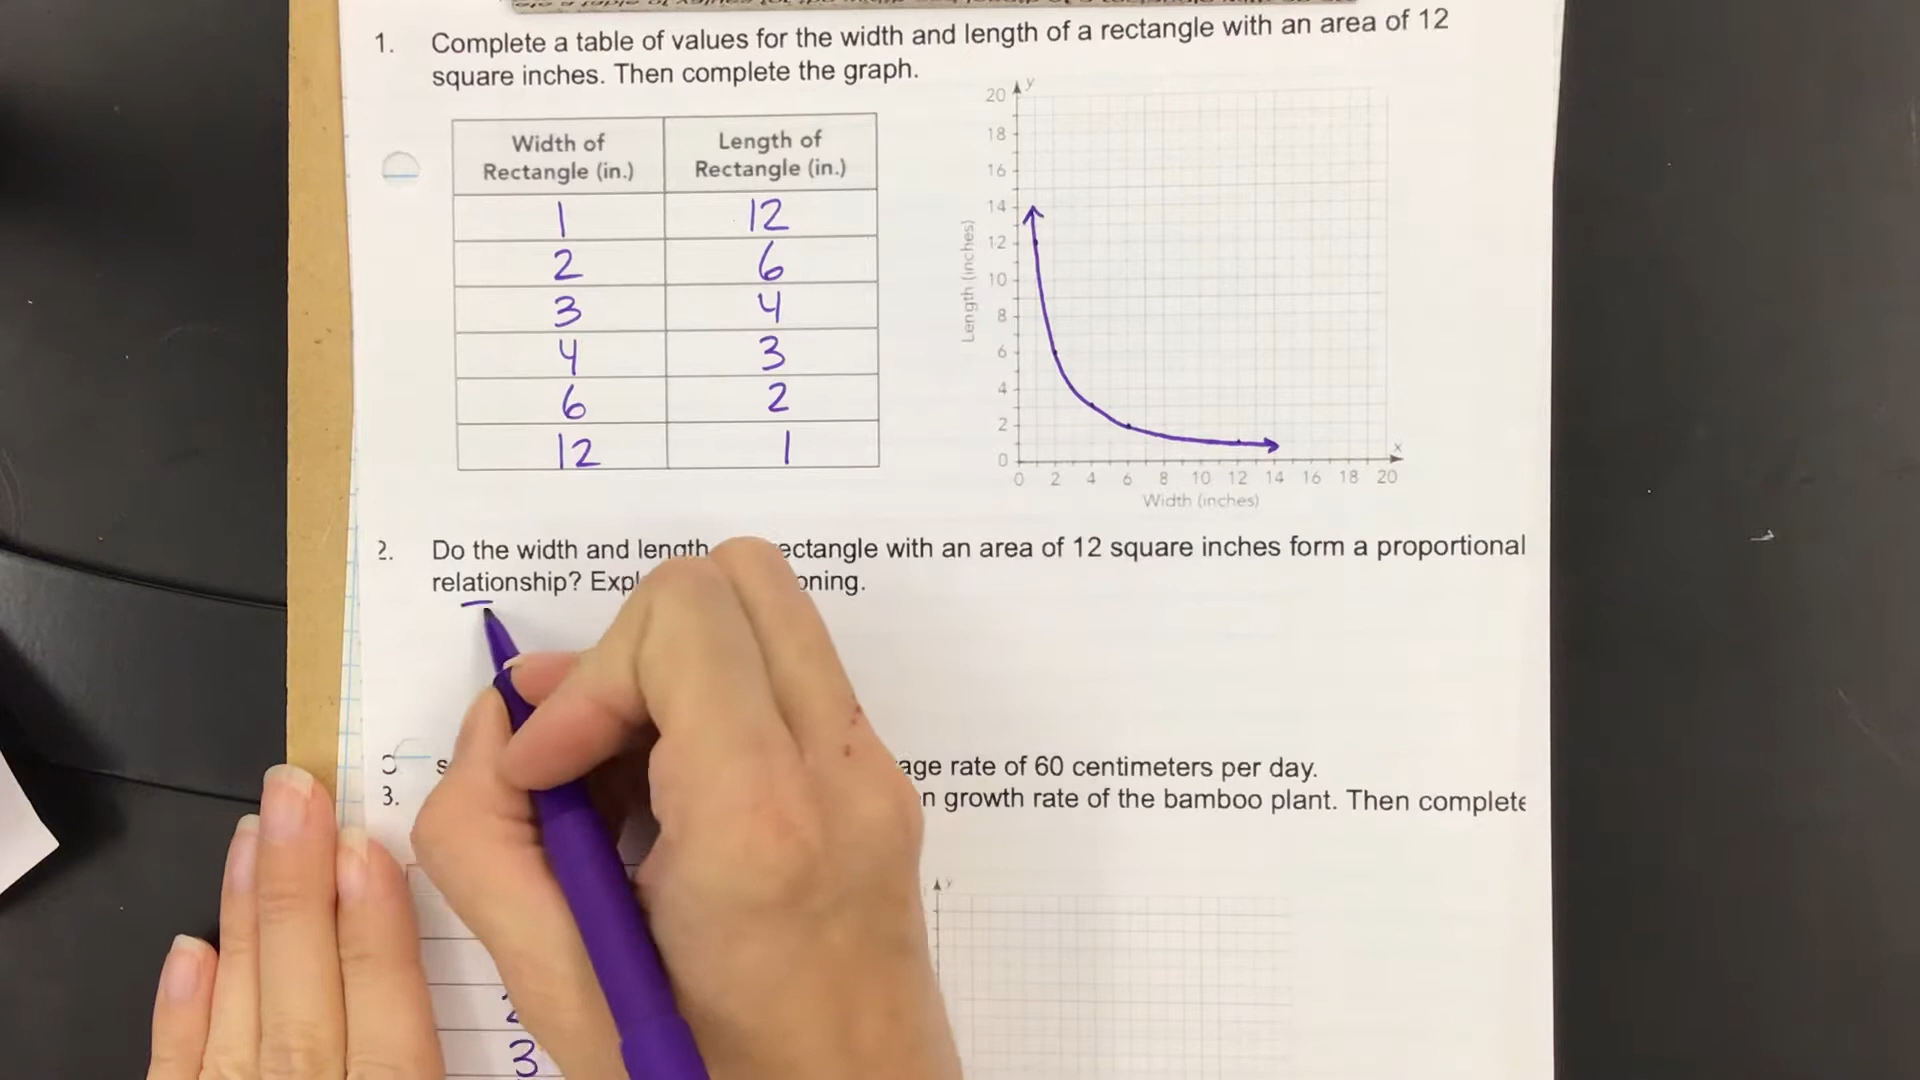 1. Complete a table of values for the width and length of a rectangle with an area of 12
square inches. Then complete the graph.
Width of Rectangle (in.) Length of Rectangle (in.)
1 12
2 6
3 4
4 3
6 2
12 1
y
20
18
16
14
12
10
8
6
4
2
0
Length (inches)
x
0 2 4 6 8 10 12 14 16 18 20
Width (inches)
2. Do the width and length ectangle with an area of 12 square inches form a proportional
relationship? Expl oning.
age rate of 60 centimeters per day.
3. n growth rate of the bamboo plant. Then complete
y
2
3